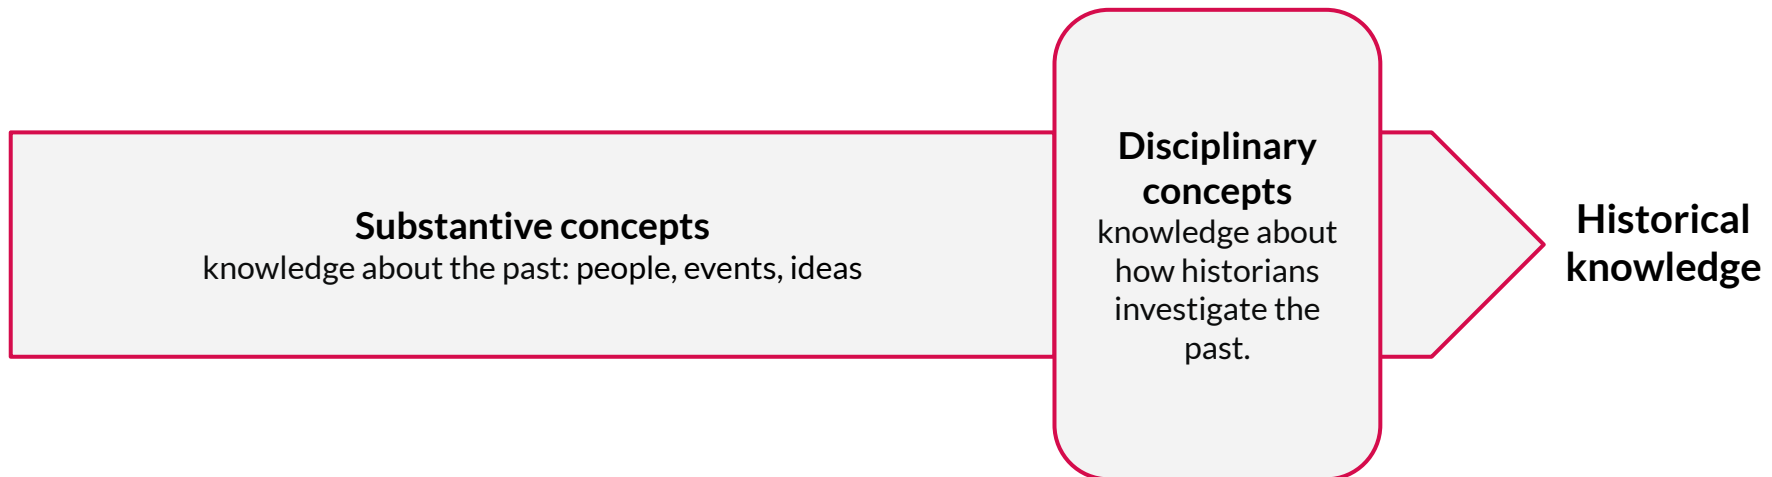 Substantive concepts
knowledge about the past: people, events, ideas
Disciplinary
concepts
knowledge about
how historians
investigate the
past.
Historical
knowledge